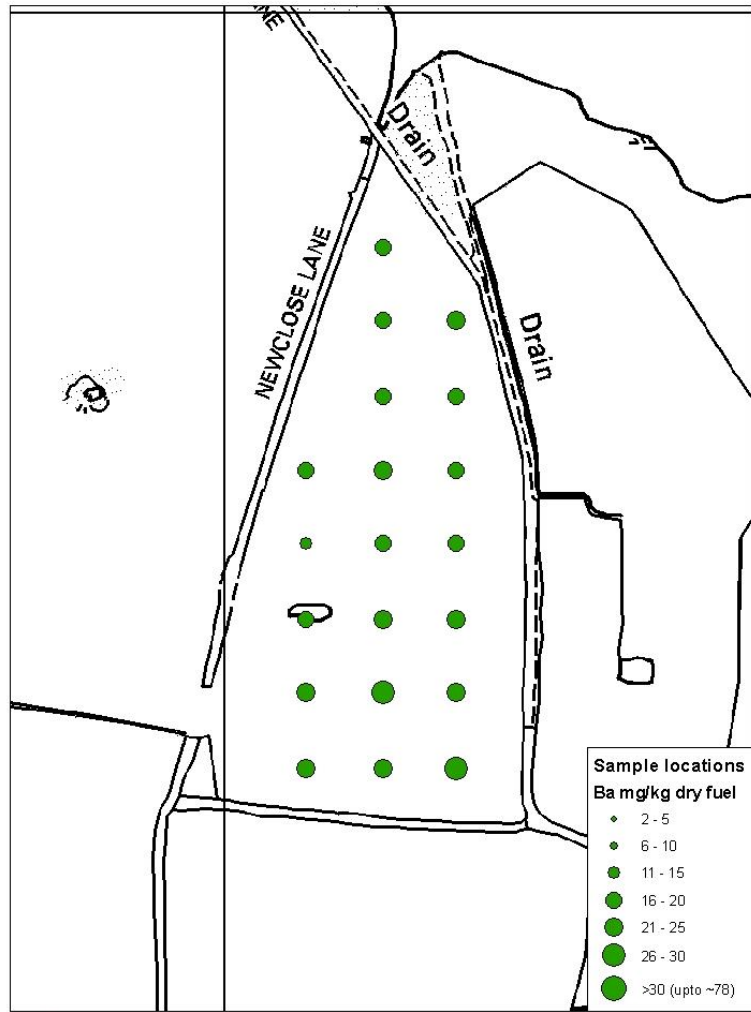 Drain
NEWCLOSE LANE
Drain
Sample locations
Ba mg/kg dry fuel
2 - 5
6 - 10
11 - 15
16 - 20
21 - 25
26 - 30
>30 (upto ~78)